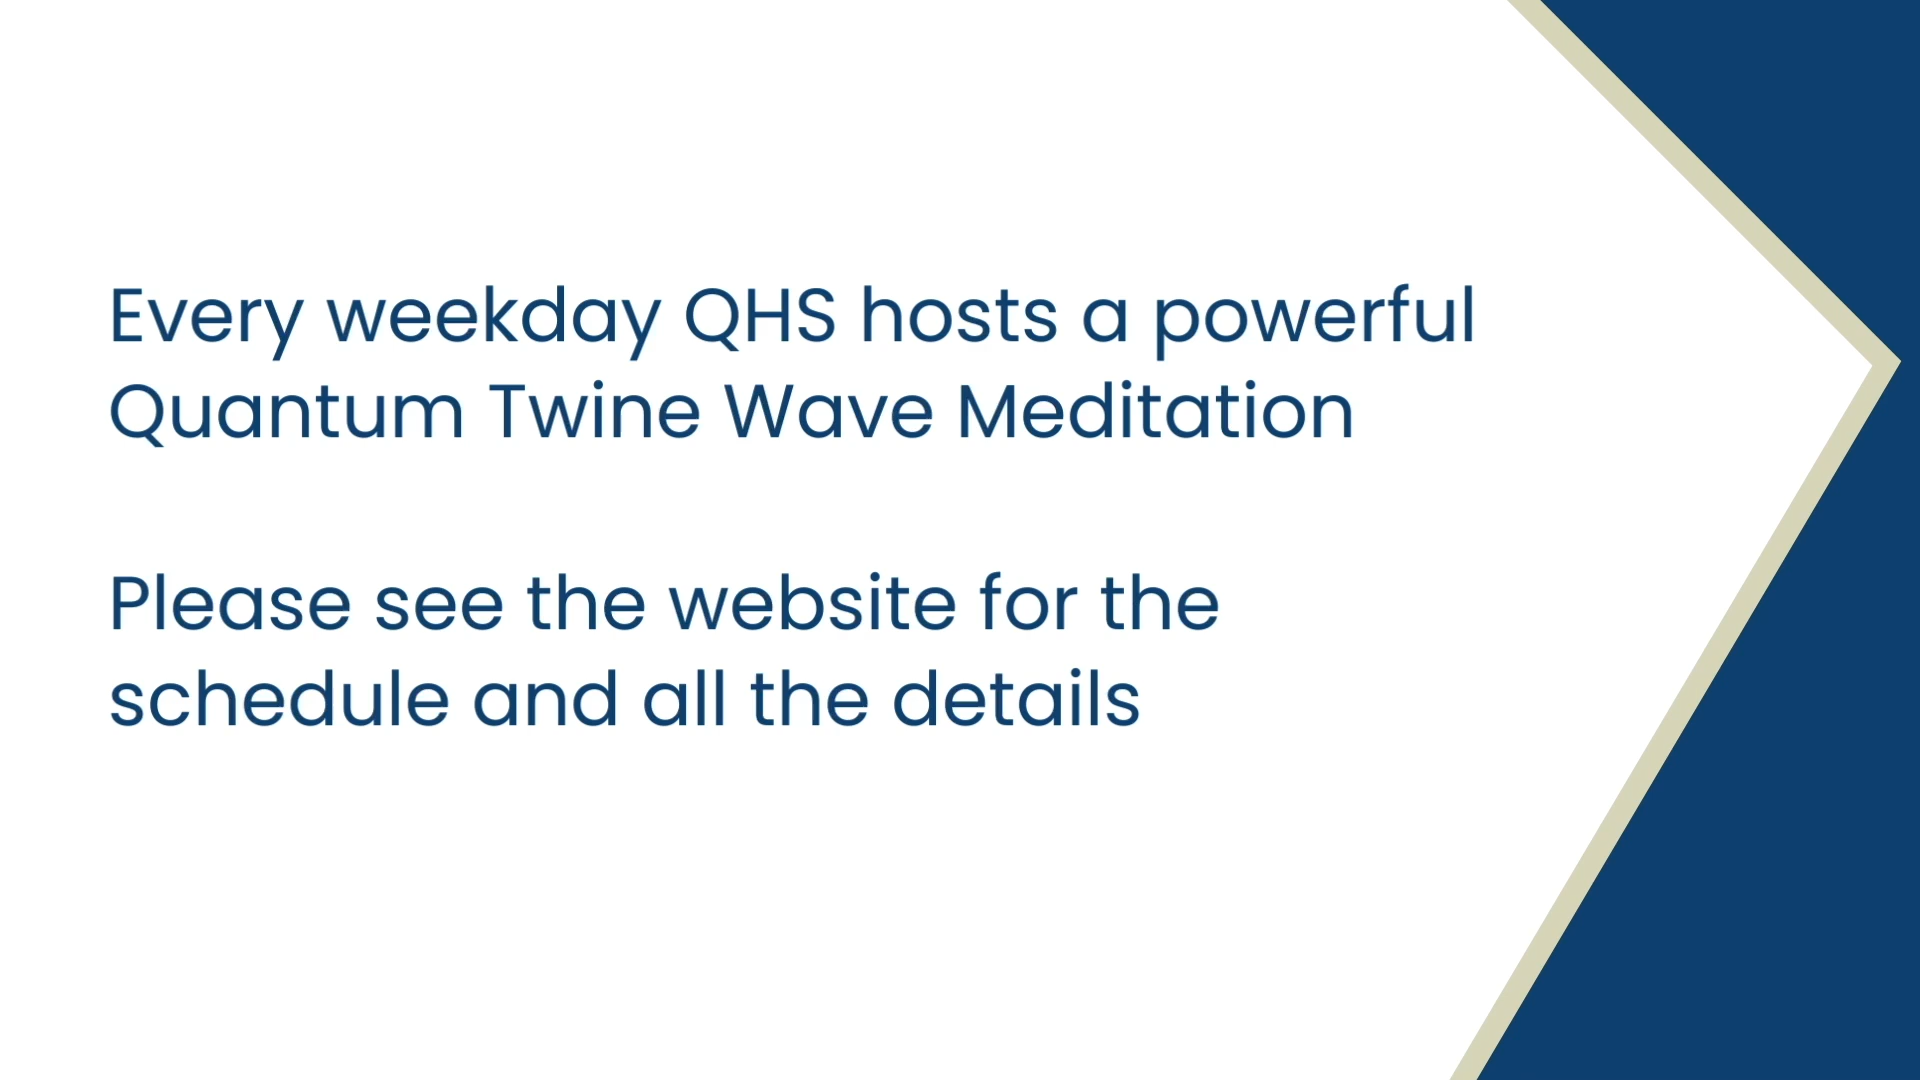 Every weekday QHS hosts a powerful
Quantum Twine Wave Meditation
Please see the website for the
schedule and all the details